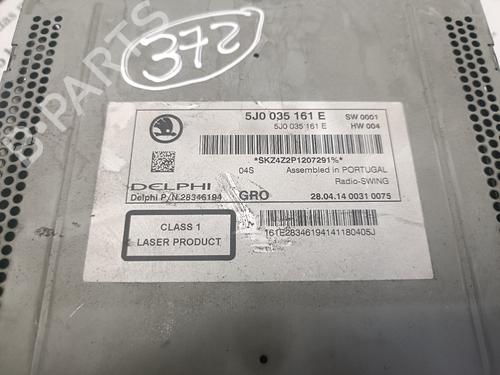 372
B-PARTS
5J0 035 161 E SW 0001
5J0 035 161 E HW 004
*SKZ4Z2P1207291%*
04S Assembled in PORTUGAL
Radio-SWING
DELPHI
Delphi P/N.28346194 GRO 28.04.14 0031 0075
CLASS 1
LASER PRODUCT
161E28346194141180405J